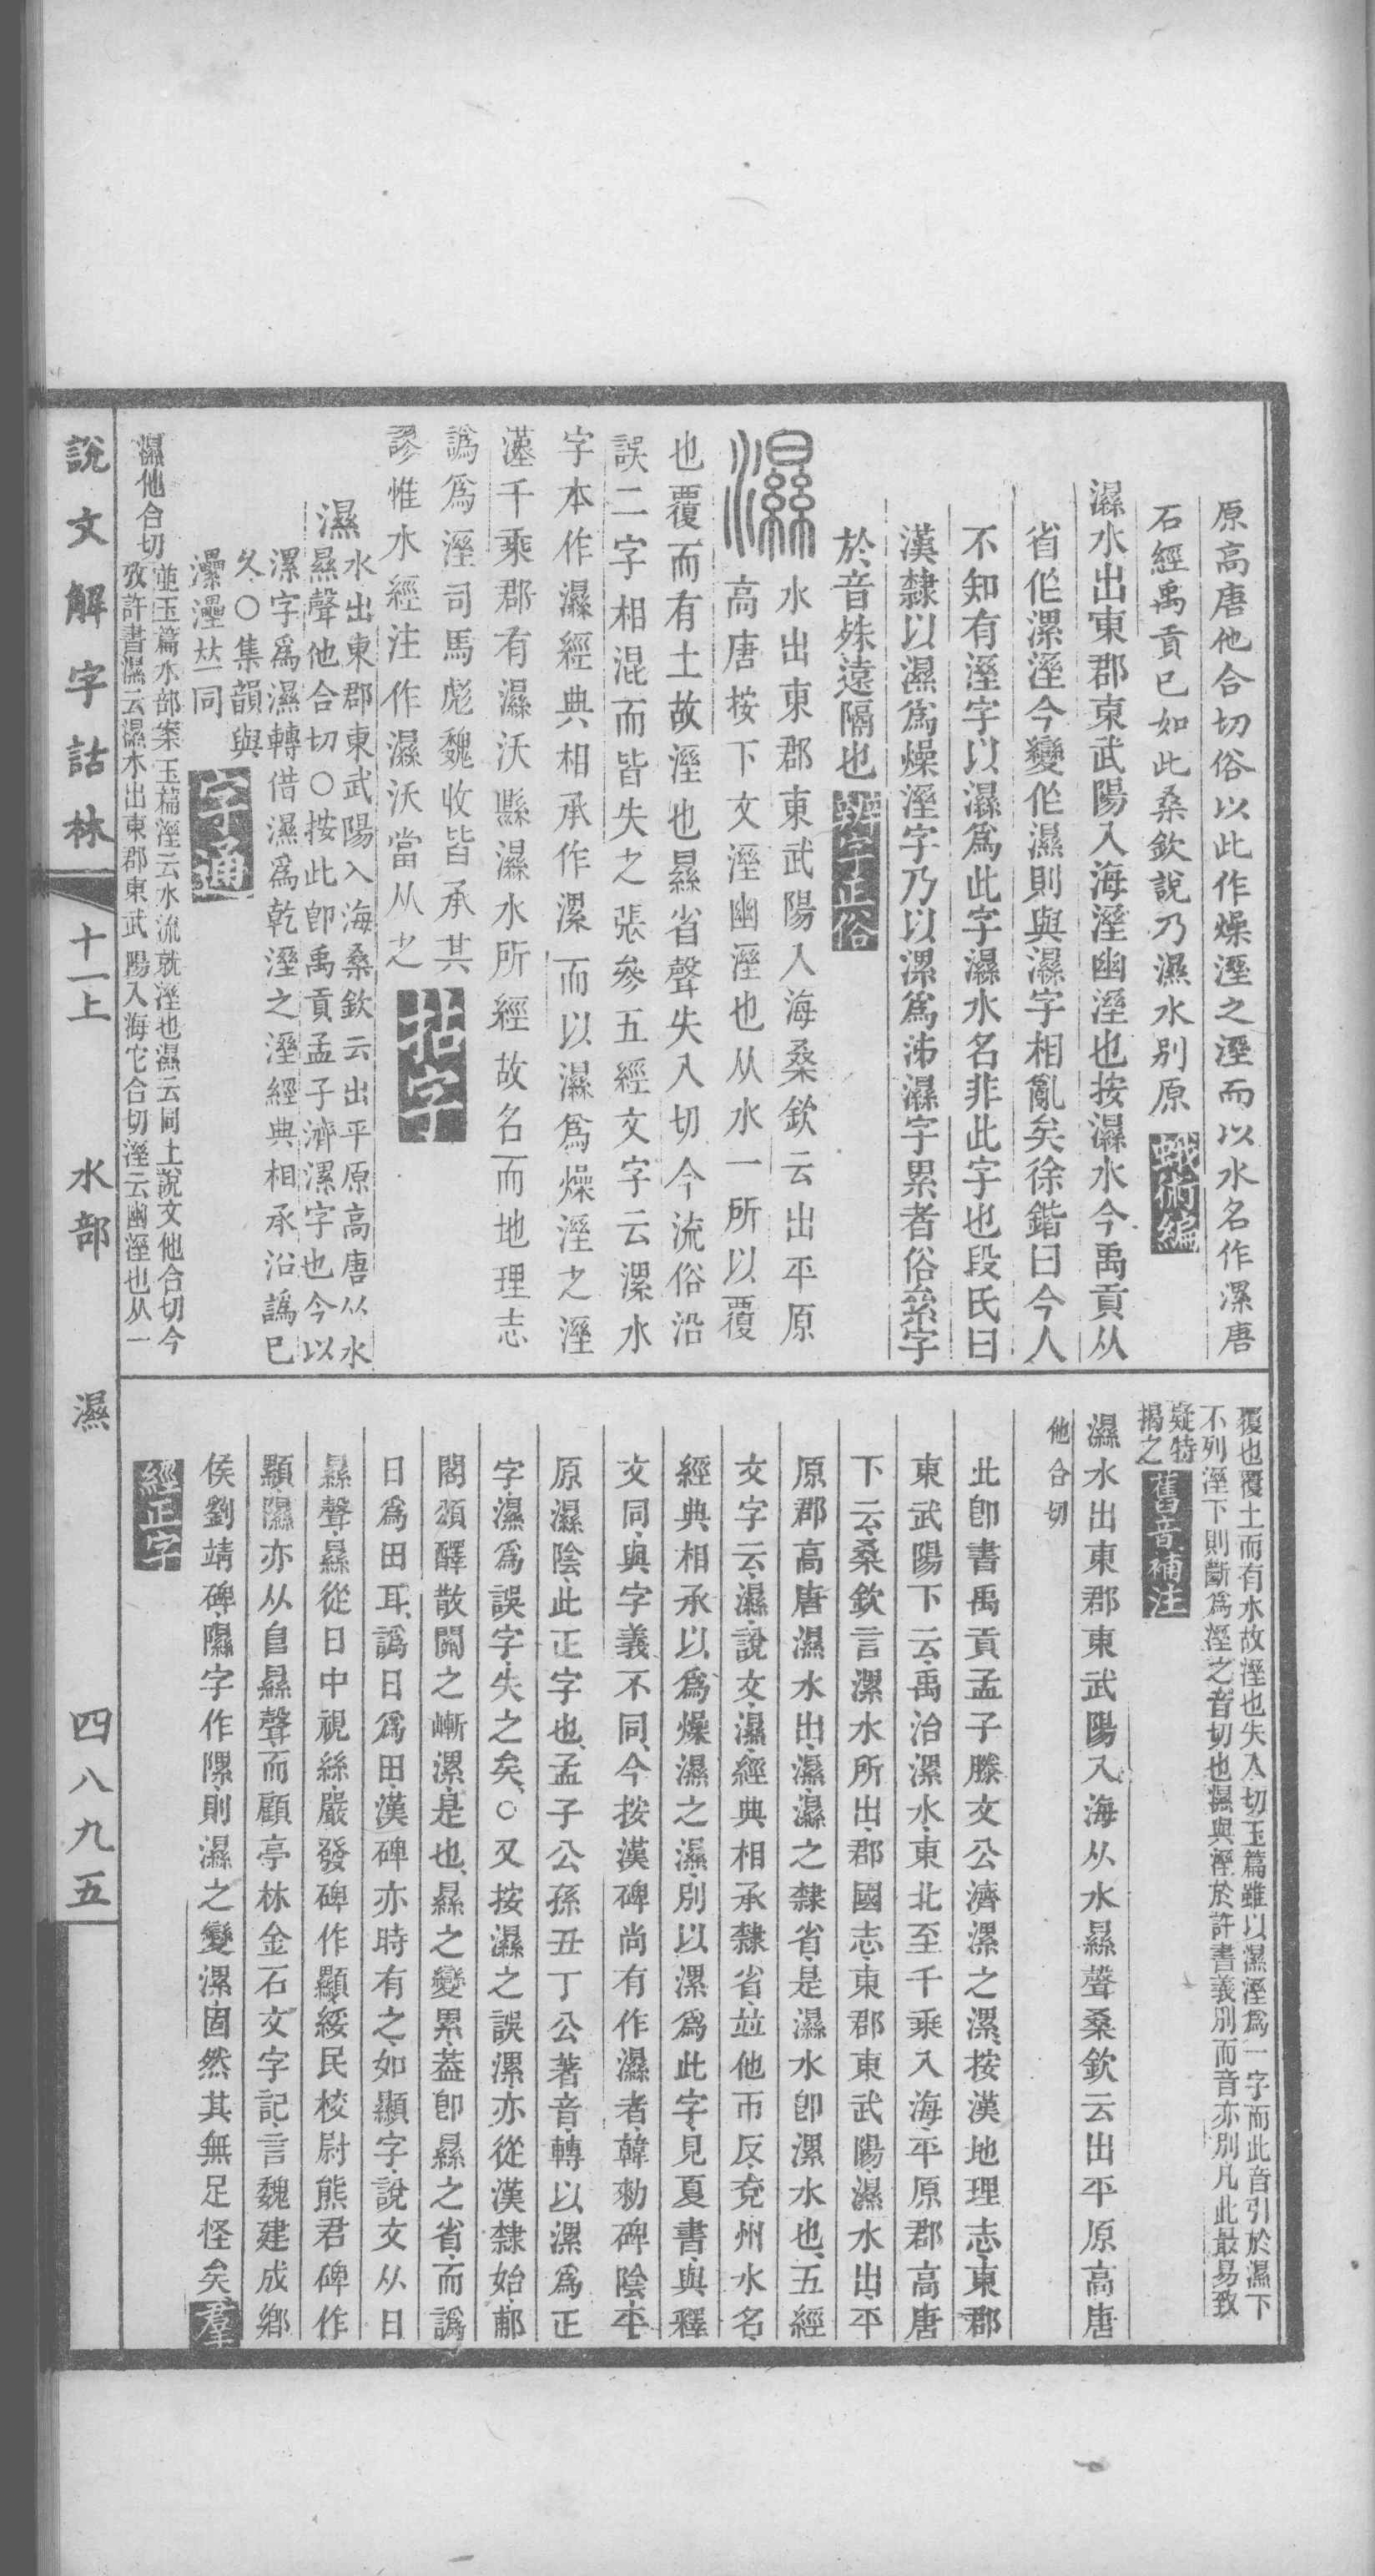 原高唐他合切俗以此作燥溼之溼而以水名作漯唐
石經禹貢已如此桑欽說乃濕水別原蛾術編
濕水出東郡東武陽入海溼幽溼也按濕水今禹貢从
省作漯溼今變作濕則與濕字相亂矣徐鍇曰今人
不知有溼字以濕爲此字濕水名非此字也段氏曰
漢隸以濕爲燥溼字乃以漯爲沛濕字累者俗絫字
於音殊遠隔也辨字正俗
濕水出東郡東武陽入海桑欽云出平原
高唐按下文溼幽溼也从水一所以覆
也覆而有土故溼也㬎省聲失入切今流俗沿
誤二字相混而皆失之張參五經文字云漯水
字本作濕經典相承作漯而以濕爲燥溼之溼
漢千乘郡有濕沃縣濕水所經故名而地理志
譌爲溼司馬彪魏收皆承其
謬惟水經注作濕沃當从之拈字
濕水出東郡東武陽入海桑欽云出平原高唐从水
㬎聲他合切〇按此卽禹貢孟子濟漯字也今以
漯字爲濕轉借濕爲乾溼之溼經典相承沿譌已
久〇集韻與
灅㶟𠀤同字通
濕他合切並玉篇水部案玉篇溼云水流就溼也濕云同上說文他合切今
攷許書濕云濕水出東郡東武陽入海它合切溼云幽溼也从一
覆也覆土而有水故溼也失入切玉篇雖以濕溼爲一字而此音引於濕下
不列溼下則斷爲溼之音切也濕與溼於許書義別而音亦別凡此最易致
疑特
揭之舊音補注
濕水出東郡東武陽入海从水㬎聲桑欽云出平原高唐
他合切
此卽書禹貢孟子滕文公濟漯之漯按漢地理志東郡
東武陽下云禹治漯水東北至千乘入海平原郡高唐
下云桑欽言漯水所出郡國志東郡東武陽濕水出平
原郡高唐濕水出濕濕之隸省是濕水卽漯水也五經
文字云濕說文濕經典相承隸省並他帀反兗州水名
經典相承以爲燥濕之濕別以漯爲此字見夏書與釋
文同與字義不同今按漢碑尚有作濕者韓勑碑陰平
原濕陰此正字也孟子公孫丑丁公著音轉以漯爲正
字濕爲誤字失之矣〇又按濕之誤漯亦從漢隸始郙
閣頌醳散關之嶃漯是也㬎之變累葢卽㬎之省而譌
日爲田耳譌日爲田漢碑亦時有之如顯字說文从日
㬎聲㬎從日中視絲嚴發碑作顯綏民校尉熊君碑作
顯隰亦从𨸏㬎聲而顧亭林金石文字記言魏建成鄉
侯劉靖碑隰字作隟則濕之變漯固然其無足怪矣羣
經正字
說文解字詁林 十一上 水部 濕 四八九五